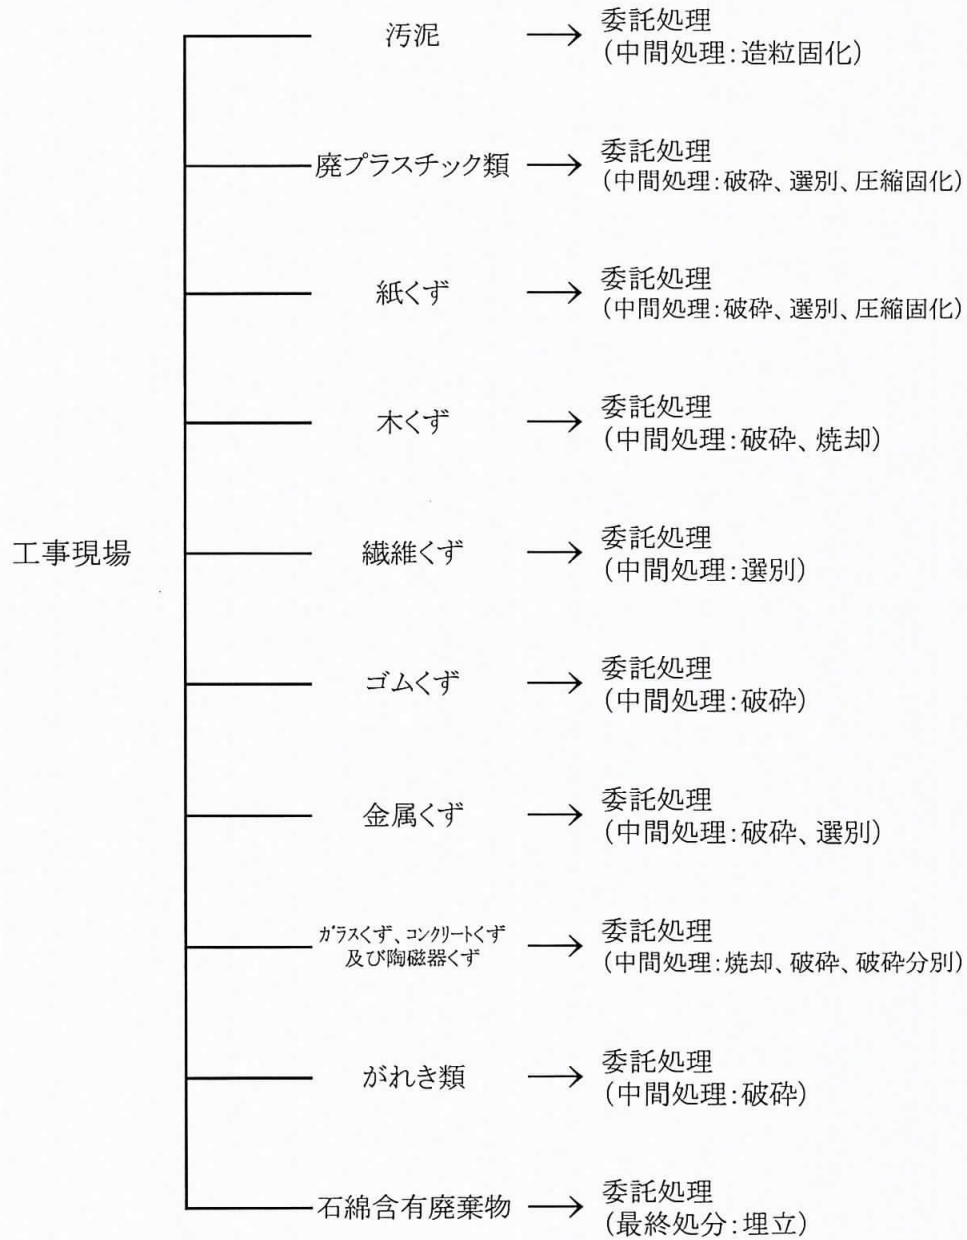 汚泥
委託処理
(中間処理:造粒固化)
廃プラスチック類
委託処理
(中間処理:破砕、選別、圧縮固化)
紙くず
委託処理
(中間処理:破砕、選別、圧縮固化)
木くず
委託処理
(中間処理:破砕、焼却)
工事現場
繊維くず
委託処理
(中間処理:選別)
ゴムくず
委託処理
(中間処理:破砕)
金属くず
委託処理
(中間処理:破砕、選別)
ガラスくず、コンクリートくず
及び陶磁器くず
委託処理
(中間処理:焼却、破砕、破砕分別)
がれき類
委託処理
(中間処理:破砕)
石綿含有廃棄物
委託処理
(最終処分:埋立)